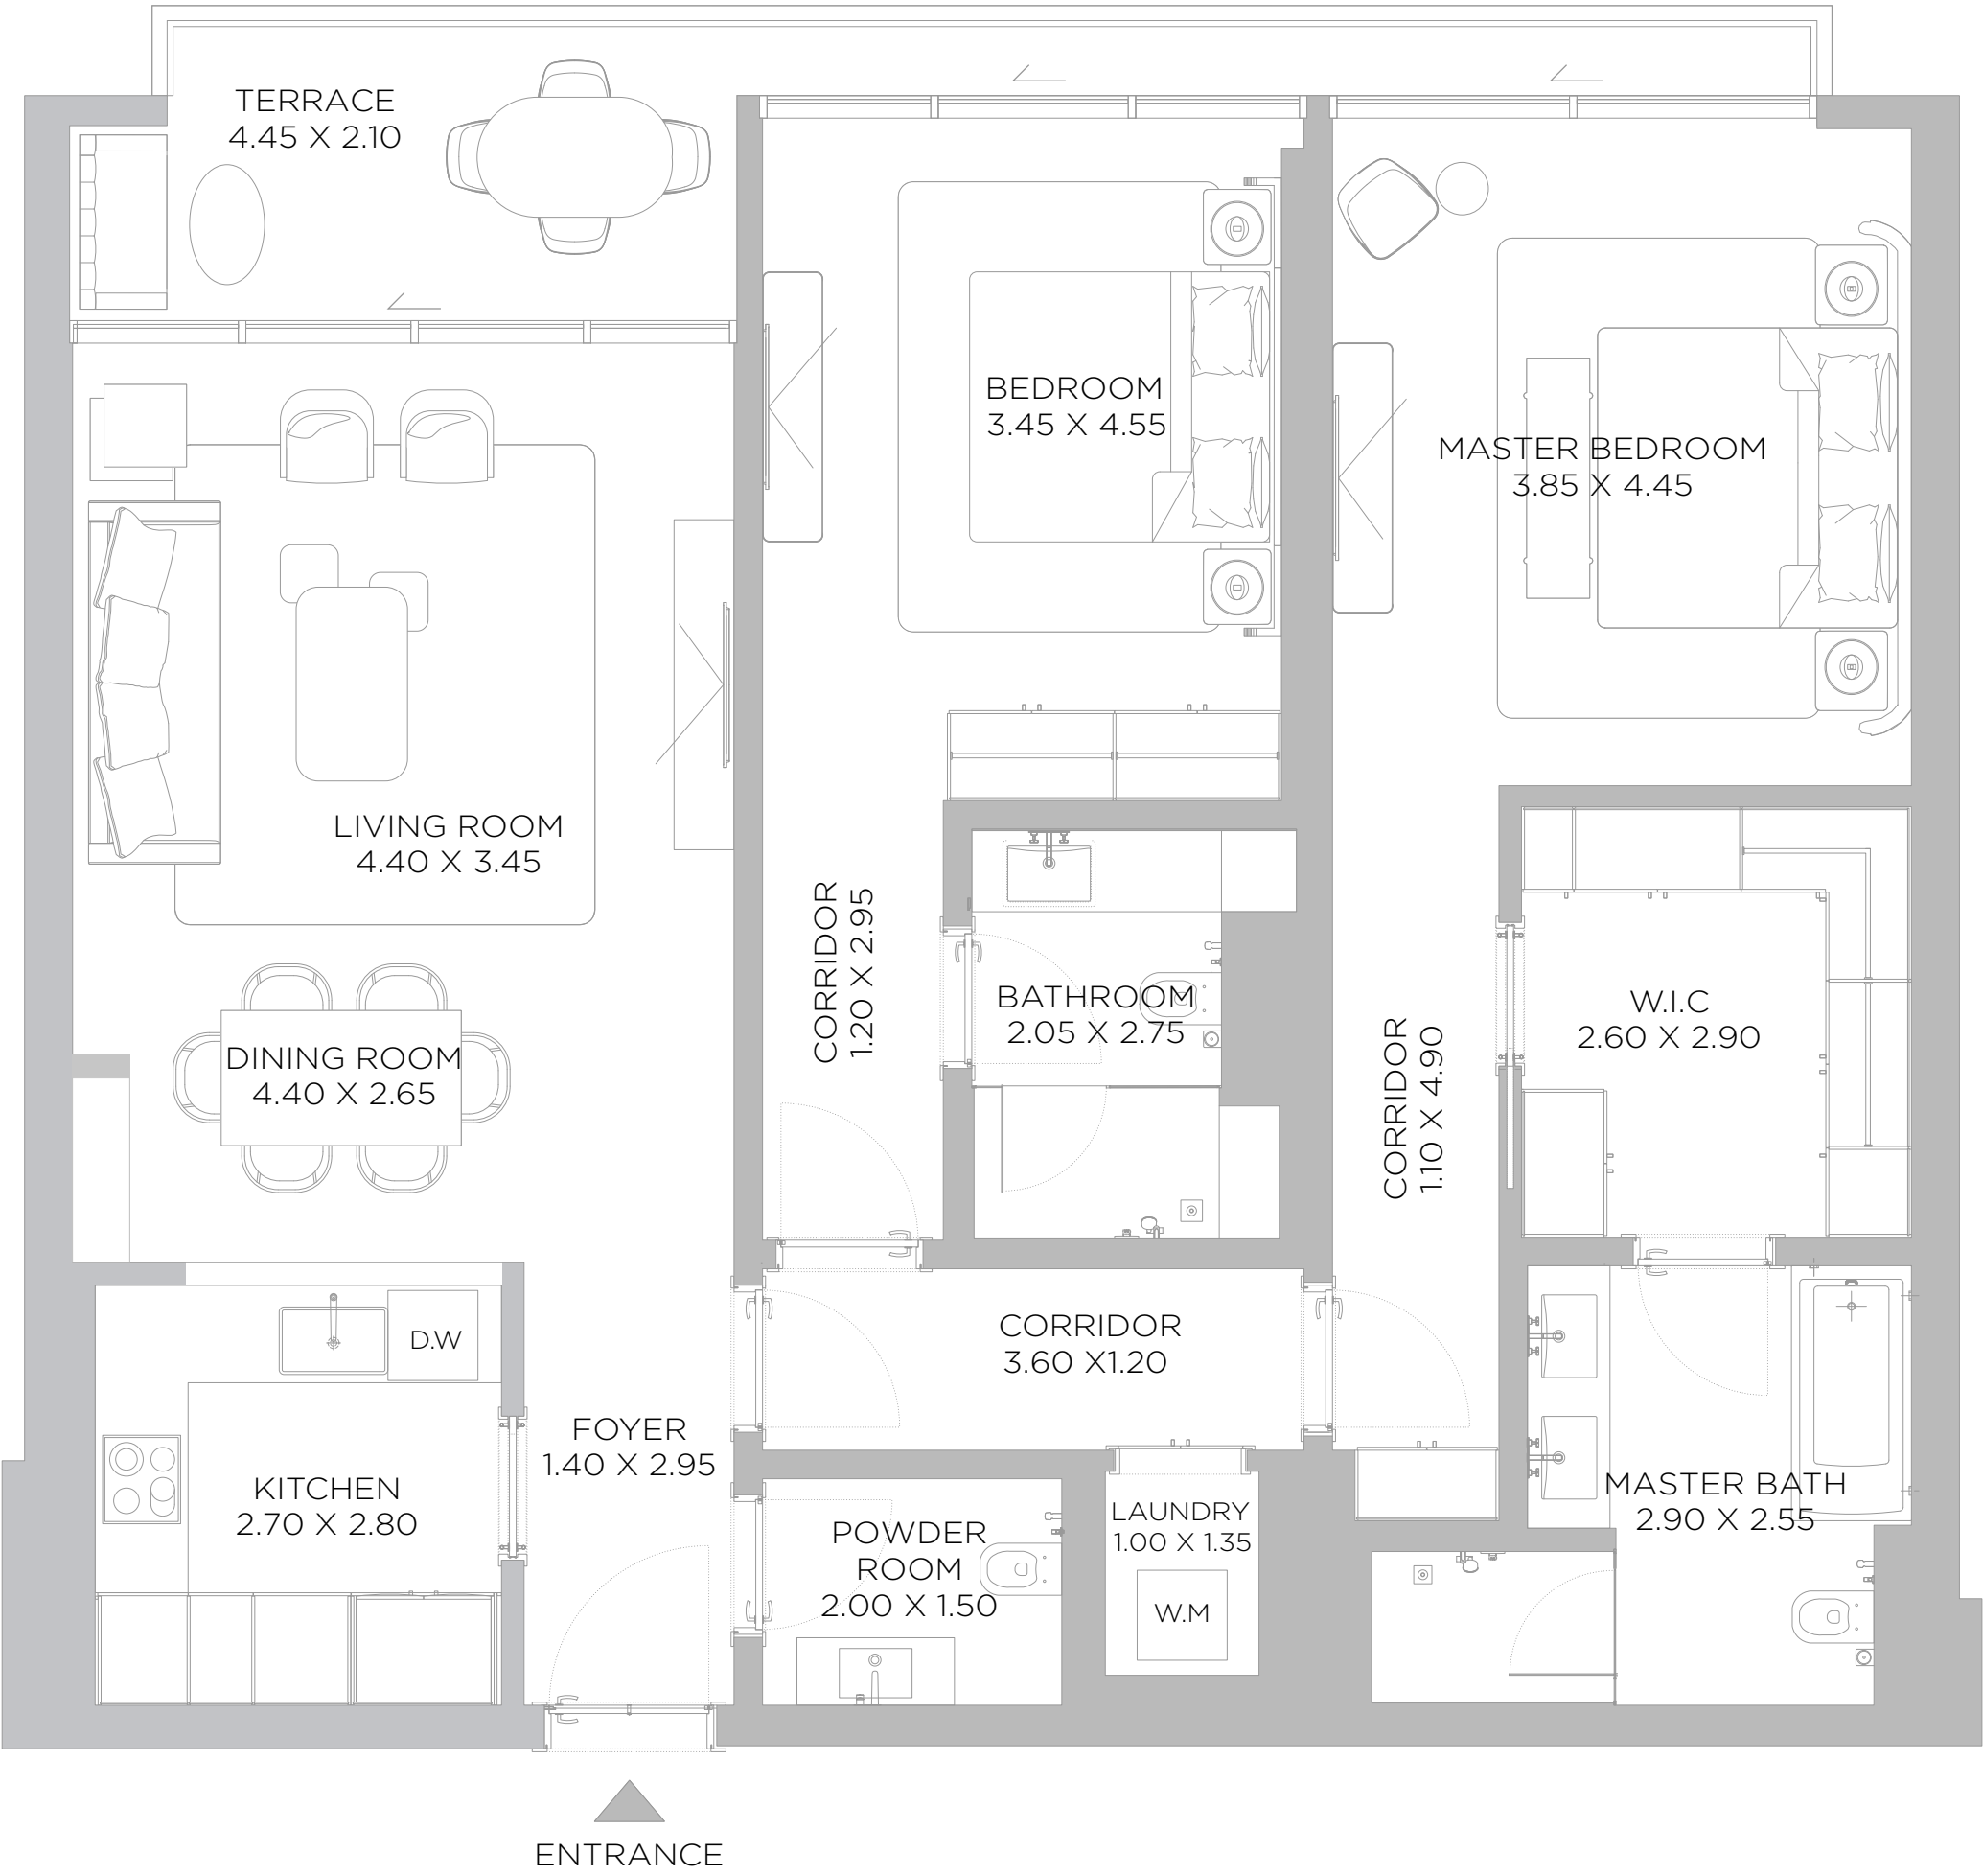 TERRACE
4.45 X 2.10
BEDROOM
3.45 X 4.55
MASTER BEDROOM
3.85 X 4.45
LIVING ROOM
4.40 X 3.45
CORRIDOR
1.20 X 2.95
BATHROOM
2.05 X 2.75
W.I.C
2.60 X 2.90
DINING ROOM
4.40 X 2.65
CORRIDOR
1.10 X 4.90
D.W
CORRIDOR
3.60 X1.20
FOYER
1.40 X 2.95
KITCHEN
2.70 X 2.80
POWDER
ROOM
2.00 X 1.50
LAUNDRY
1.00 X 1.35
W.M
MASTER BATH
2.90 X 2.55
ENTRANCE